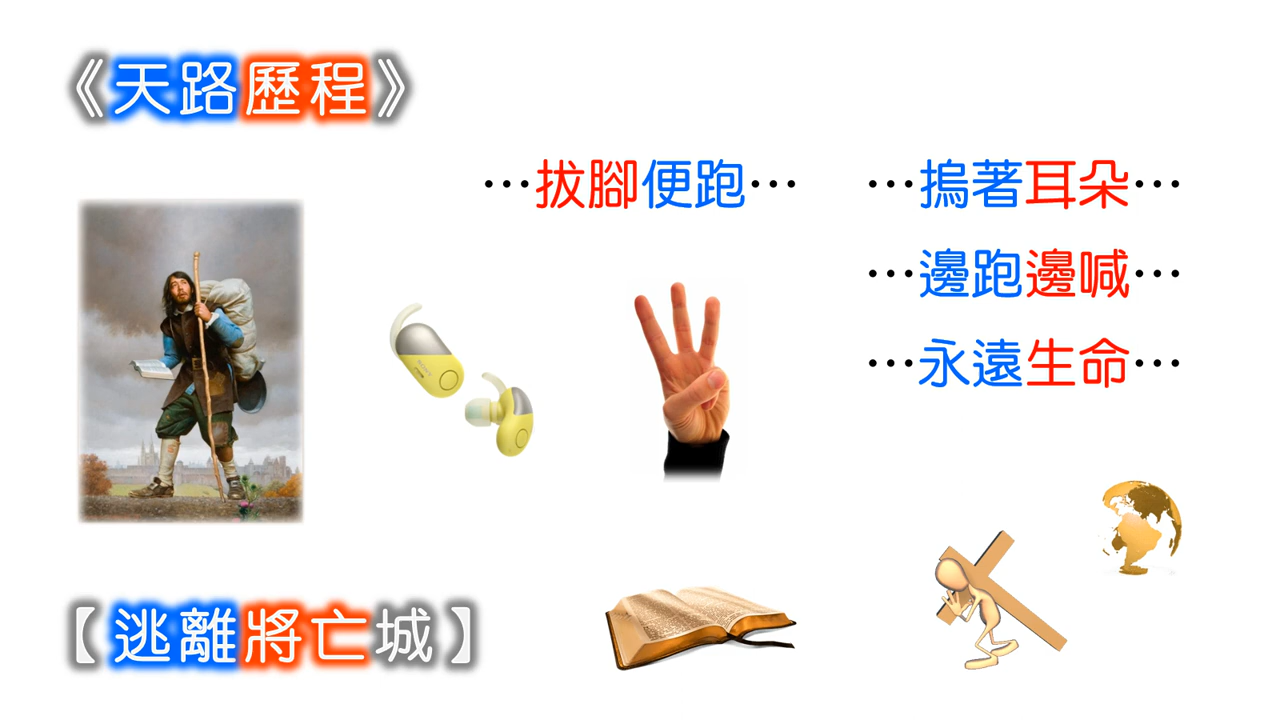 《天路歷程》
…拔腳便跑…
…摀著耳朵…
…邊跑邊喊…
…永遠生命…
SONY
【逃離將亡城】